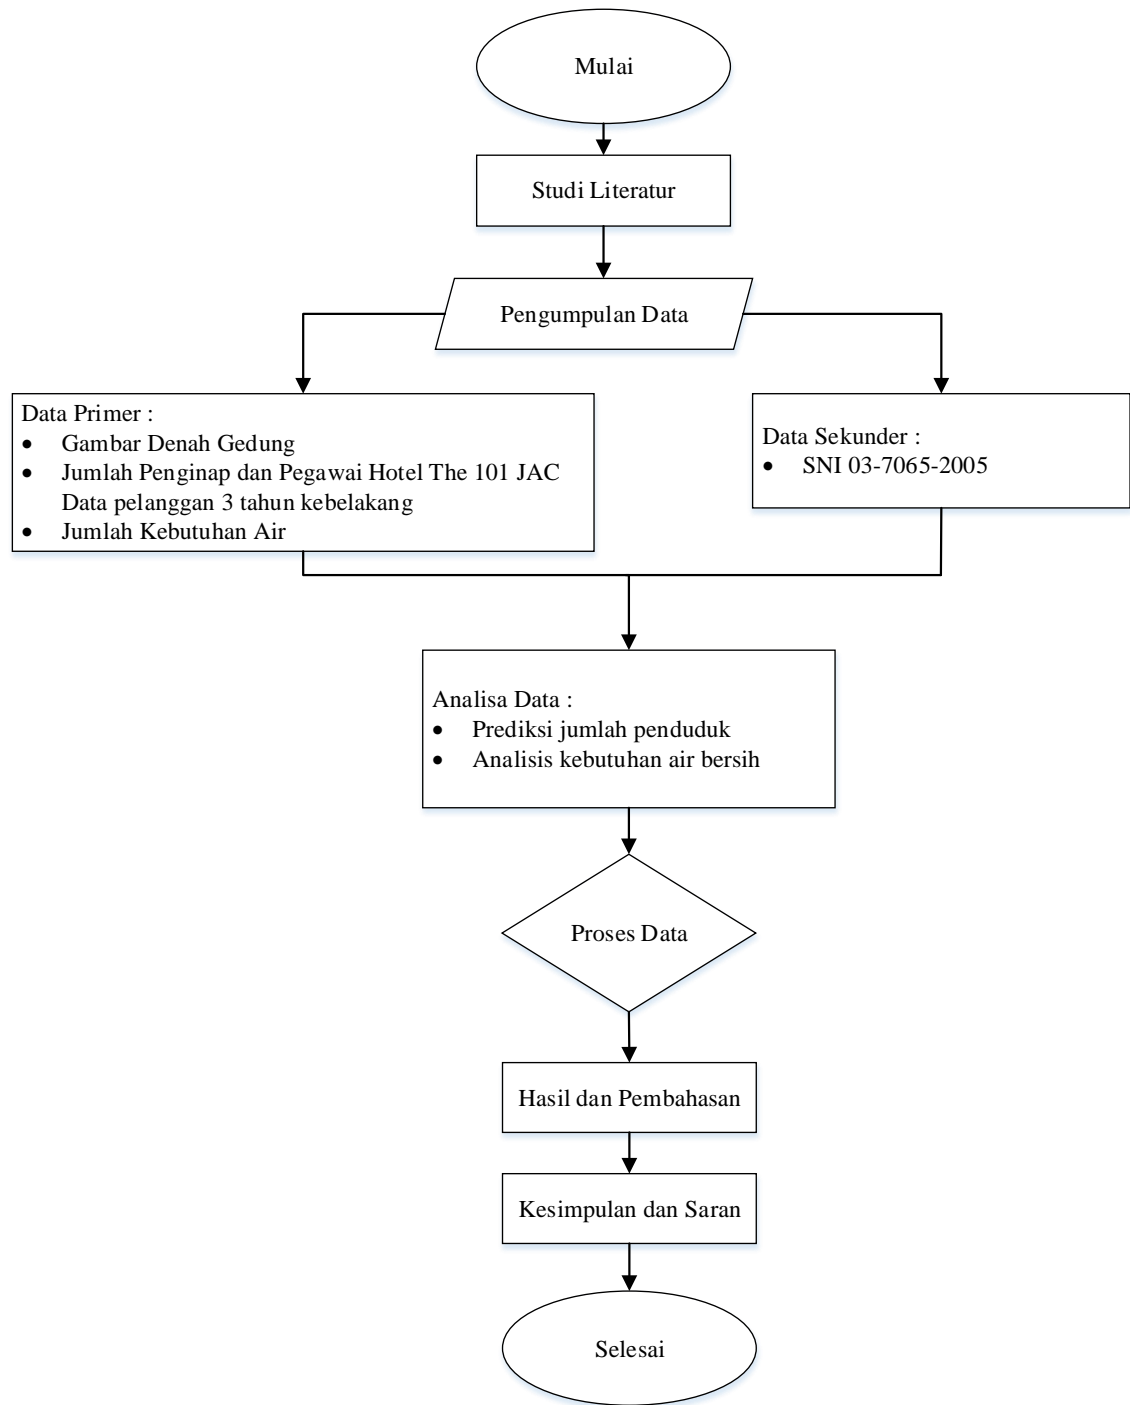 Mulai
Studi Literatur
Pengumpulan Data
Data Primer :
• Gambar Denah Gedung
• Jumlah Penginap dan Pegawai Hotel The 101 JAC
Data pelanggan 3 tahun kebelakang
• Jumlah Kebutuhan Air
Data Sekunder :
• SNI 03-7065-2005
Analisa Data :
• Prediksi jumlah penduduk
• Analisis kebutuhan air bersih
Proses Data
Hasil dan Pembahasan
Kesimpulan dan Saran
Selesai